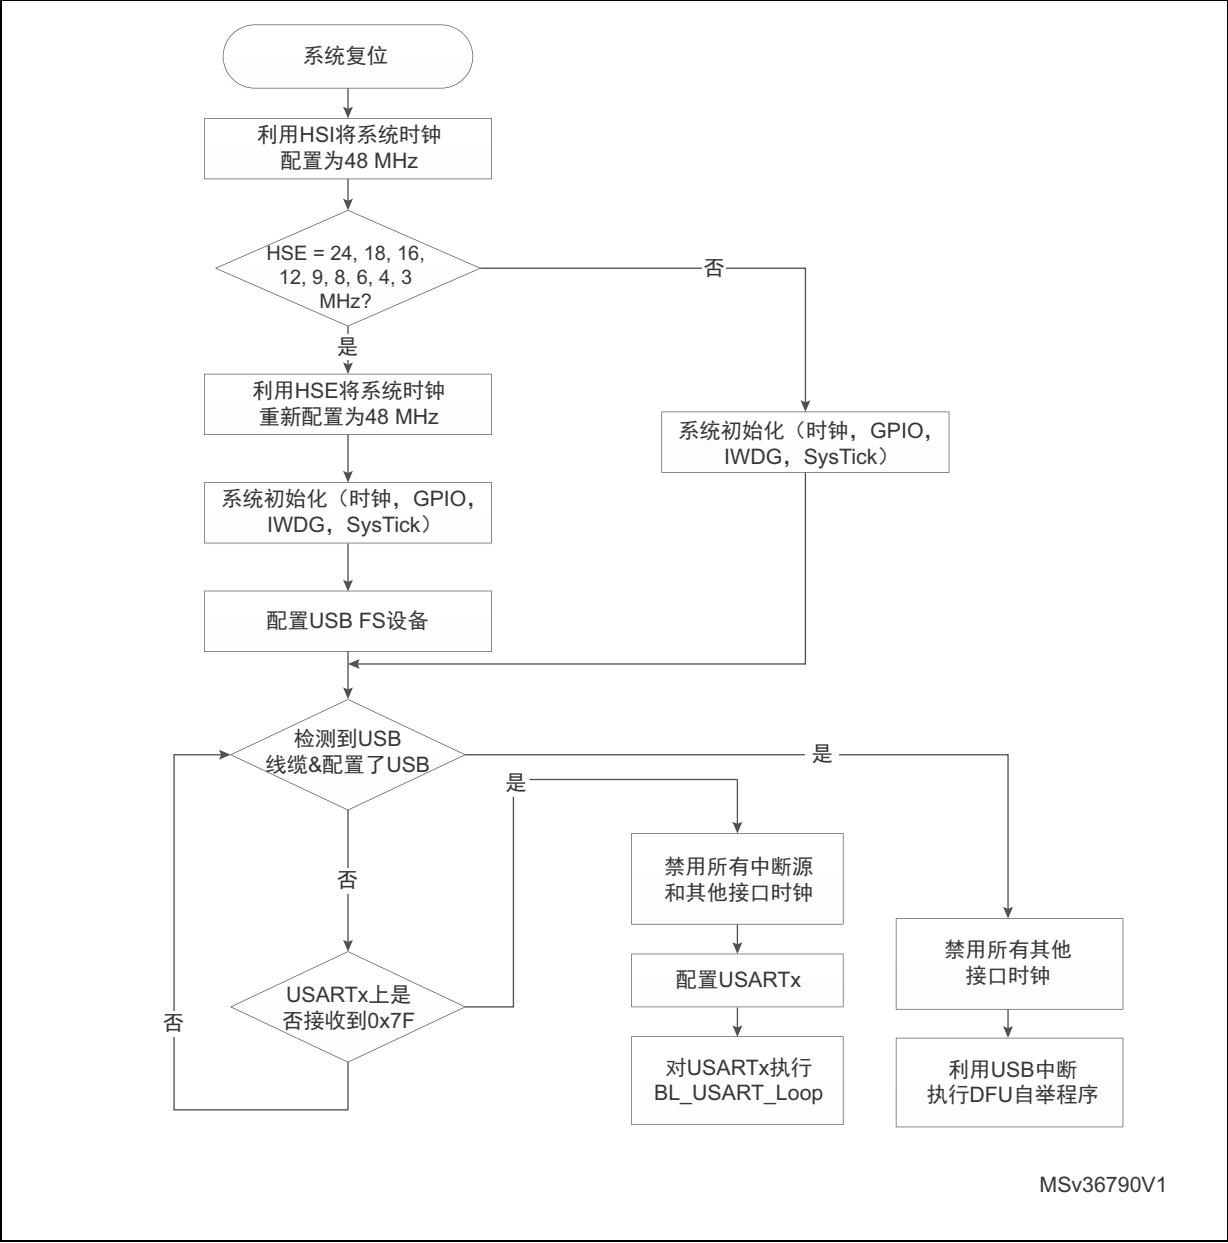 系统复位
利用HSI将系统时钟
配置为48 MHz
HSE = 24, 18, 16,
12, 9, 8, 6, 4, 3
MHz?
否
是
利用HSE将系统时钟
重新配置为48 MHz
系统初始化（时钟，GPIO，
IWDG，SysTick）
系统初始化（时钟，GPIO，
IWDG，SysTick）
配置USB FS设备
检测到USB
线缆&配置了USB
是
是
否
禁用所有中断源
和其他接口时钟
禁用所有其他
接口时钟
配置USARTx
USARTx上是
否接收到0x7F
否
对USARTx执行
BL_USART_Loop
利用USB中断
执行DFU自举程序
MSv36790V1